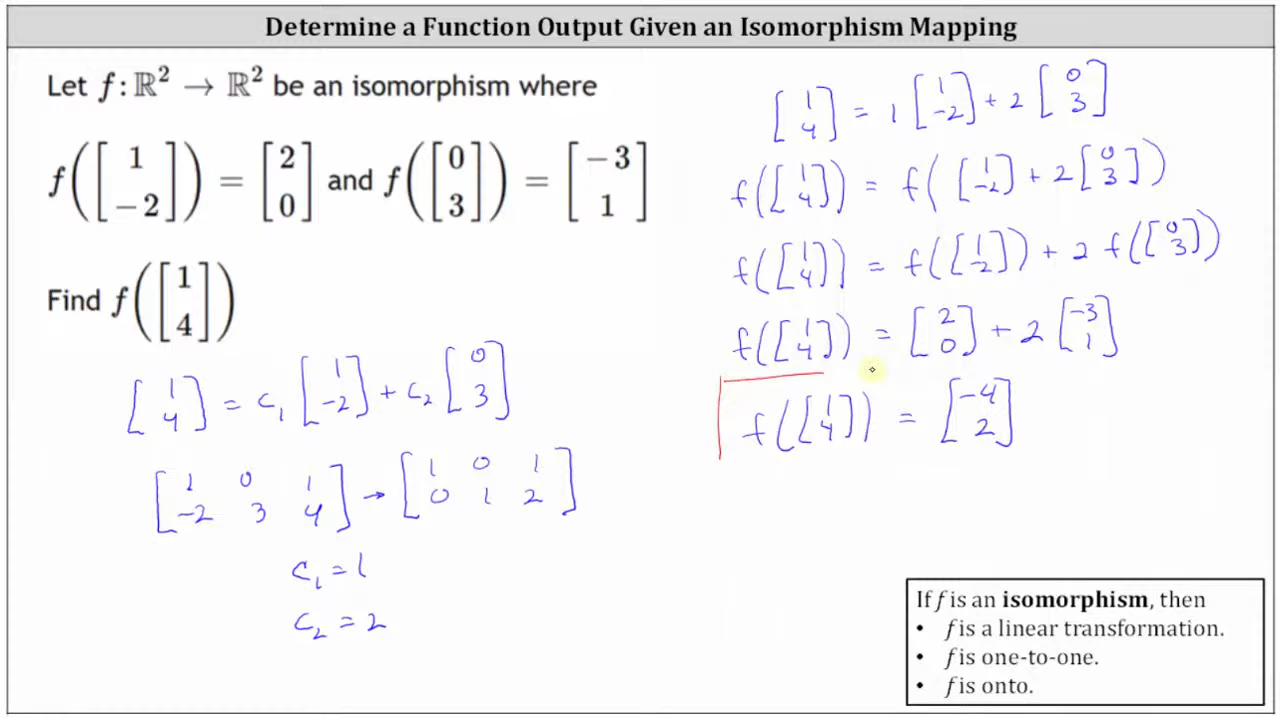 Determine a Function Output Given an Isomorphism Mapping
Let f: ℝ² → ℝ² be an isomorphism where
f([1; −2]) = [2; 0] and f([0; 3]) = [−3; 1]
Find f([1; 4])
[1; 4] = c₁ [1; −2] + c₂ [0; 3]
[1 0 1; −2 3 4] → [1 0 1; 0 1 2]
c₁ = 1
c₂ = 2
[1; 4] = 1 [1; −2] + 2 [0; 3]
f([1; 4]) = f([1; −2] + 2 [0; 3])
f([1; 4]) = f([1; −2]) + 2 f([0; 3])
f([1; 4]) = [2; 0] + 2 [−3; 1]
f([1; 4]) = [−4; 2]
If f is an isomorphism, then
• f is a linear transformation.
• f is one-to-one.
• f is onto.